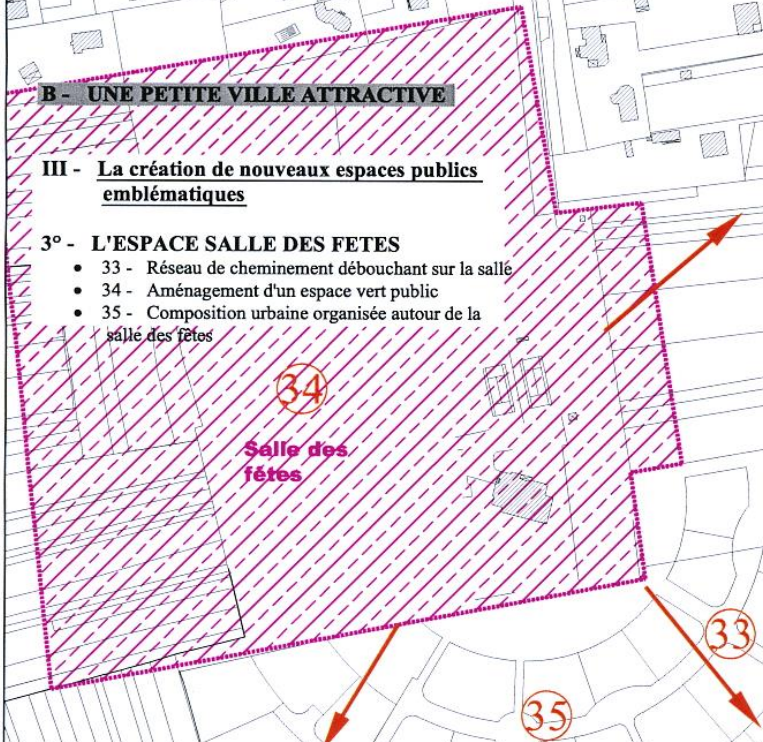 B - UNE PETITE VILLE ATTRACTIVE
III - La création de nouveaux espaces publics
emblématiques
3° - L'ESPACE SALLE DES FETES
• 33 - Réseau de cheminement débouchant sur la salle
• 34 - Aménagement d'un espace vert public
• 35 - Composition urbaine organisée autour de la
salle des fêtes
34
Salle des
fêtes
33
35